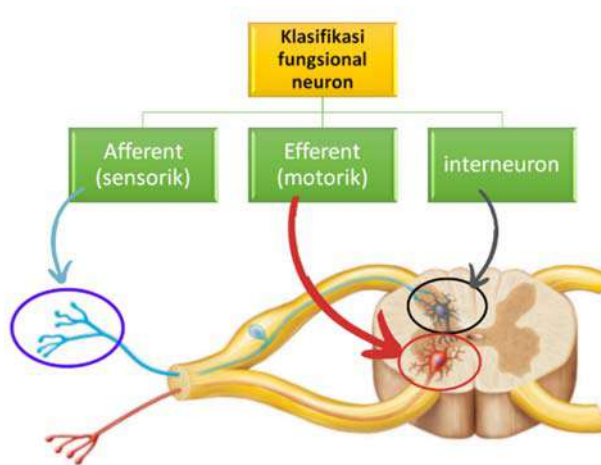 Klasifikasi
fungsional
neuron
Afferent
(sensorik)
Efferent
(motorik)
interneuron